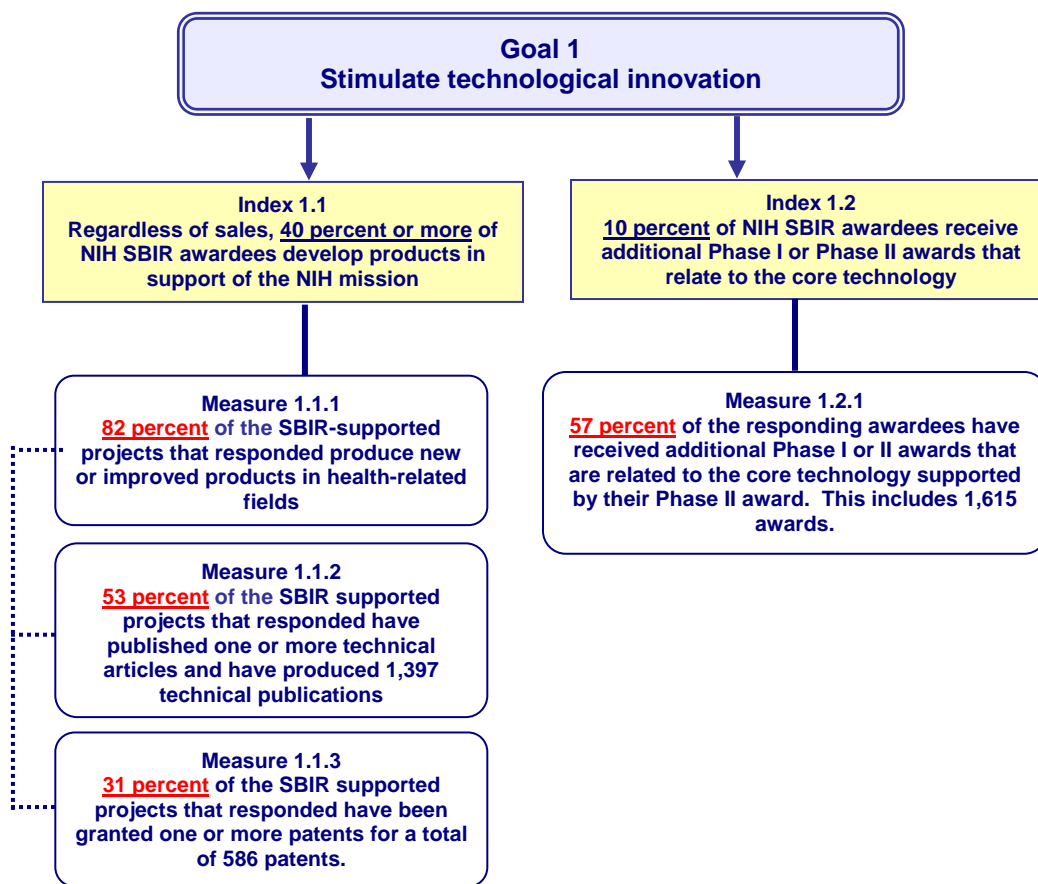 Goal 1
Stimulate technological innovation
Index 1.1
Regardless of sales, 40 percent or more of
NIH SBIR awardees develop products in
support of the NIH mission
Index 1.2
10 percent of NIH SBIR awardees receive
additional Phase I or Phase II awards that
relate to the core technology
Measure 1.1.1
82 percent of the SBIR-supported
projects that responded produce new
or improved products in health-related
fields
Measure 1.2.1
57 percent of the responding awardees have
received additional Phase I or II awards that
are related to the core technology supported
by their Phase II award.  This includes 1,615
awards.
Measure 1.1.2
53 percent of the SBIR supported
projects that responded have
published one or more technical
articles and have produced 1,397
technical publications
Measure 1.1.3
31 percent of the SBIR supported
projects that responded have been
granted one or more patents for a total
of 586 patents.